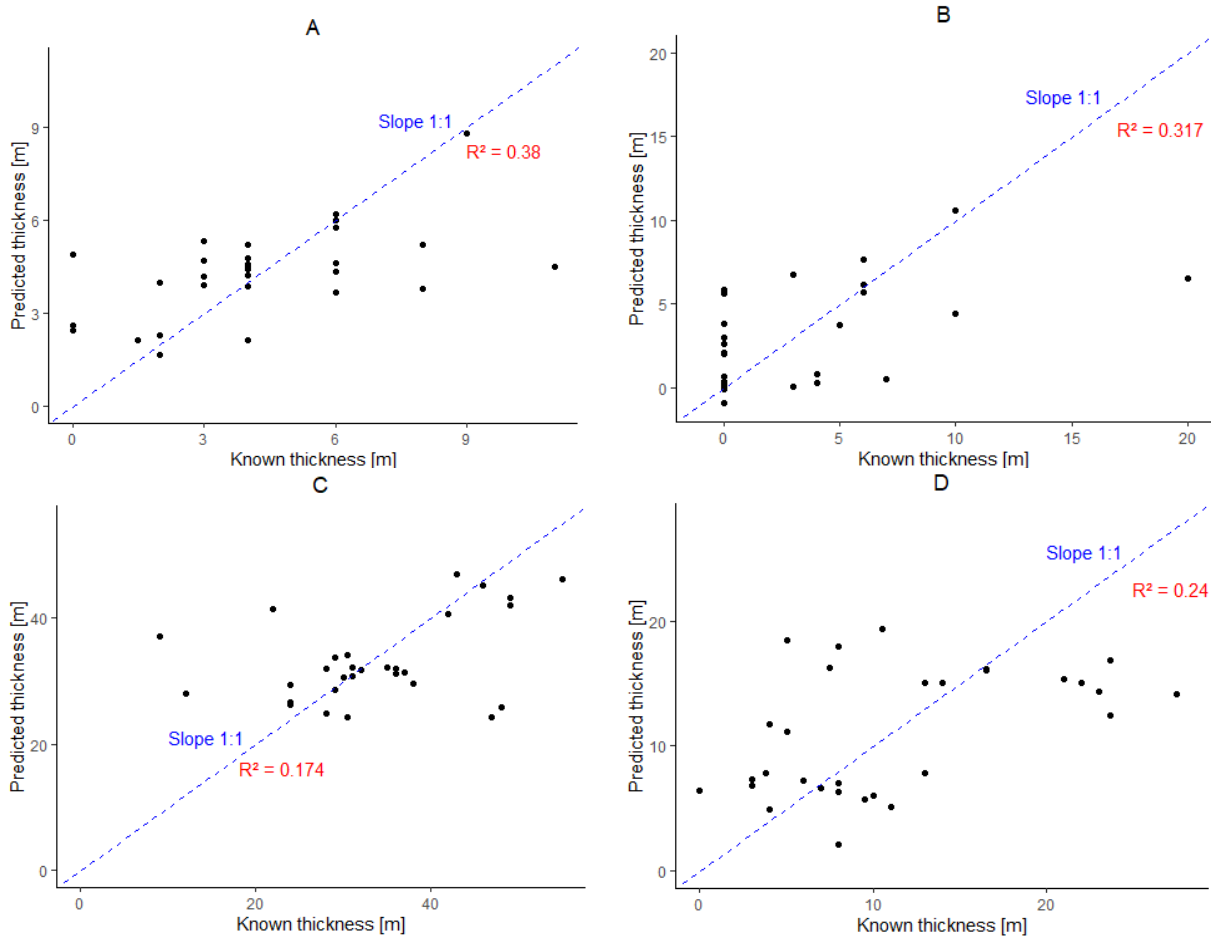 A
Predicted thickness [m]
9
6
3
0
Slope 1:1
R² = 0.38
0
3
6
9
Known thickness [m]
B
Predicted thickness [m]
20
15
10
5
0
Slope 1:1
R² = 0.317
0
5
10
15
20
Known thickness [m]
C
Predicted thickness [m]
40
20
0
Slope 1:1
R² = 0.174
0
20
40
Known thickness [m]
D
Predicted thickness [m]
20
10
0
Slope 1:1
R² = 0.24
0
10
20
Known thickness [m]